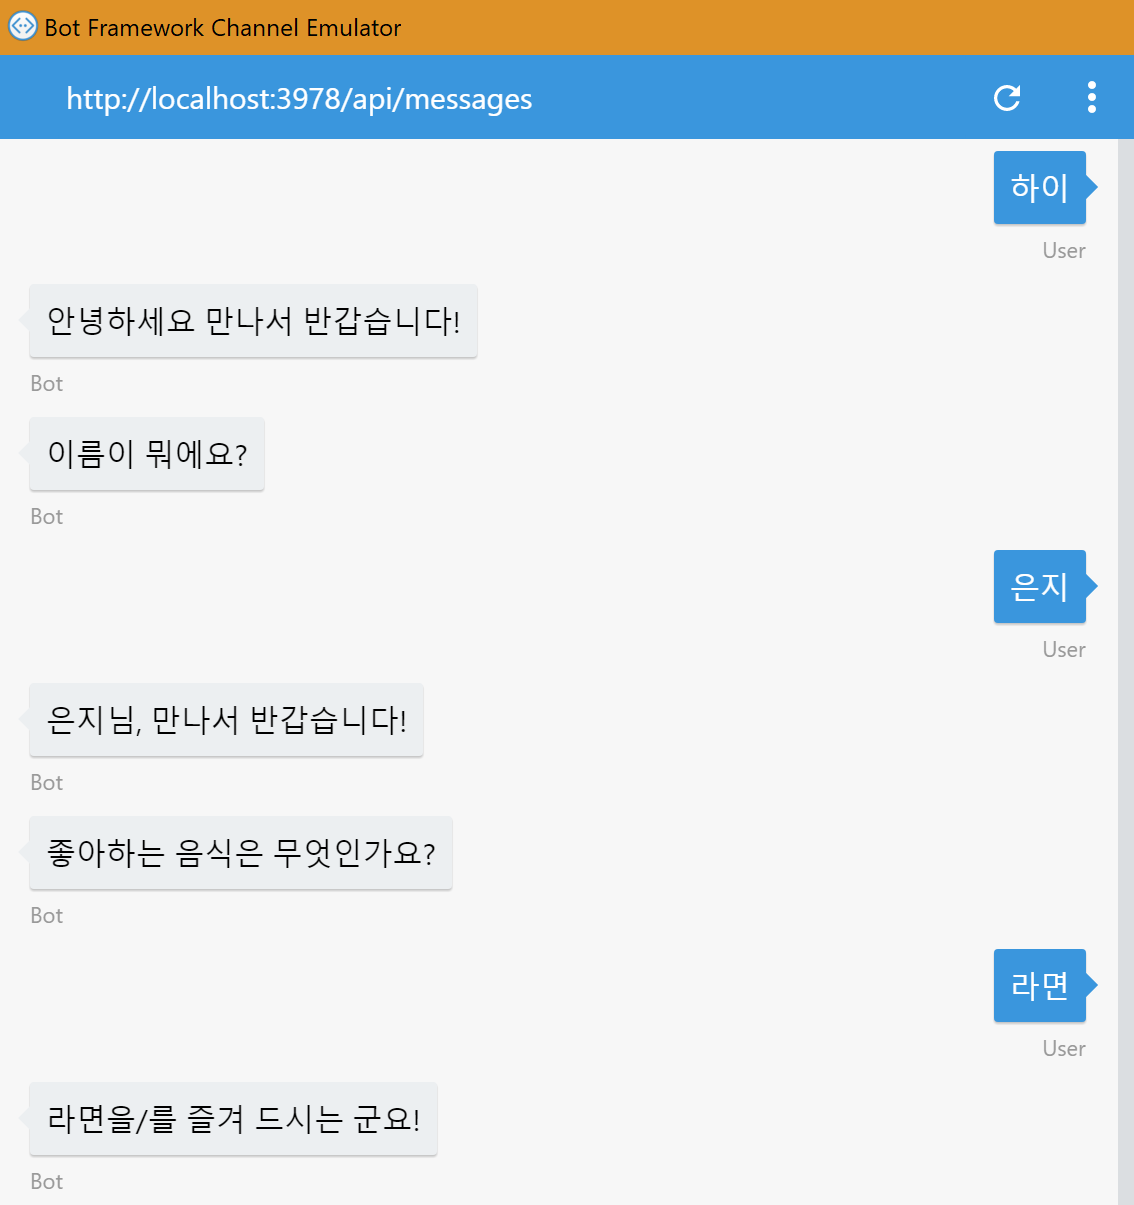 Bot Framework Channel Emulator
http://localhost:3978/api/messages
하이
User
안녕하세요 만나서 반갑습니다!
Bot
이름이 뭐에요?
Bot
은지
User
은지님, 만나서 반갑습니다!
Bot
좋아하는 음식은 무엇인가요?
Bot
라면
User
라면을/를 즐겨 드시는 군요!
Bot